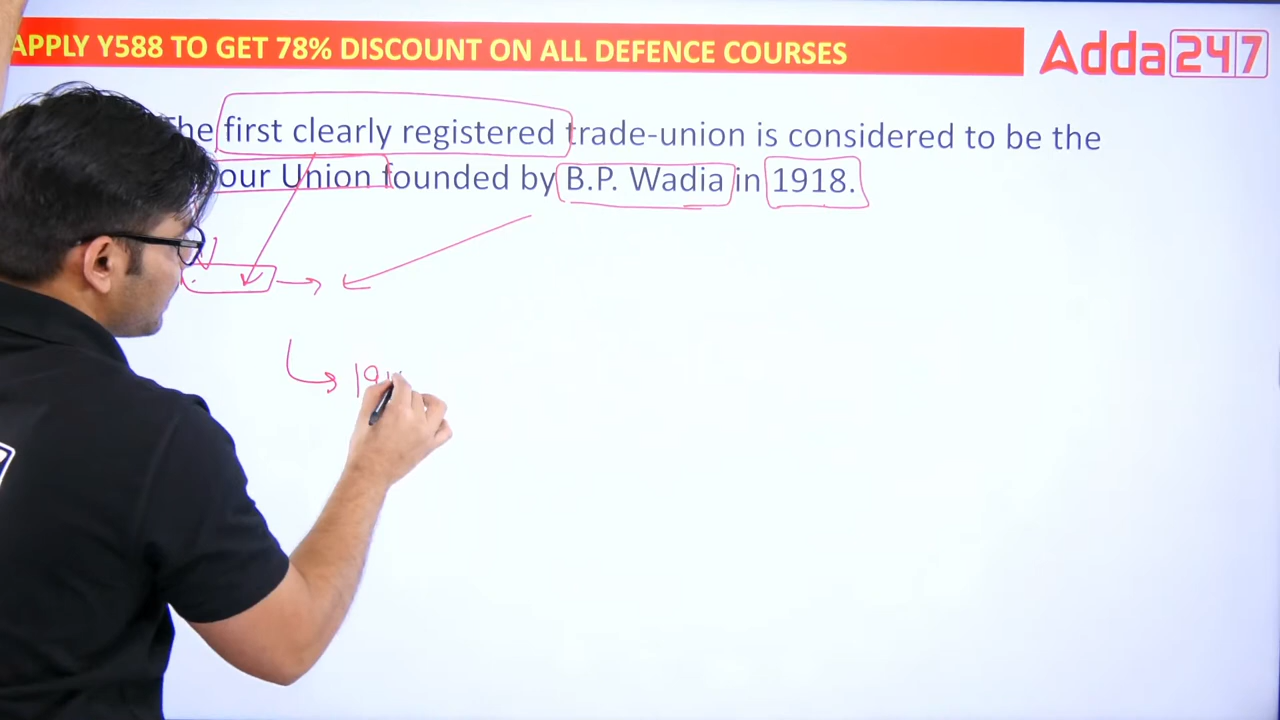 APPLY Y588 TO GET 78% DISCOUNT ON ALL DEFENCE COURSES
Adda247
The first clearly registered trade-union is considered to be the
our Union founded by B.P. Wadia in 1918.